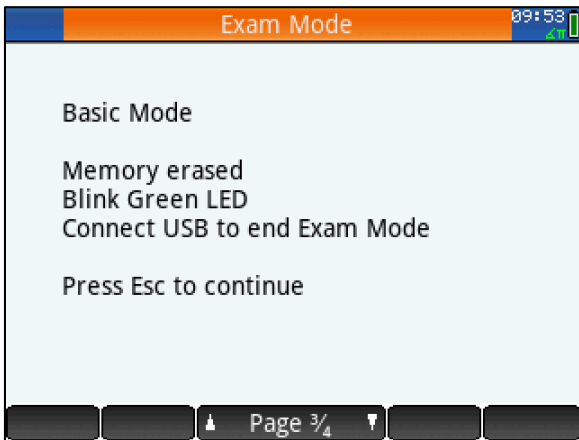 Exam Mode
09:53
∡π
Basic Mode
Memory erased
Blink Green LED
Connect USB to end Exam Mode
Press Esc to continue
Page ¾